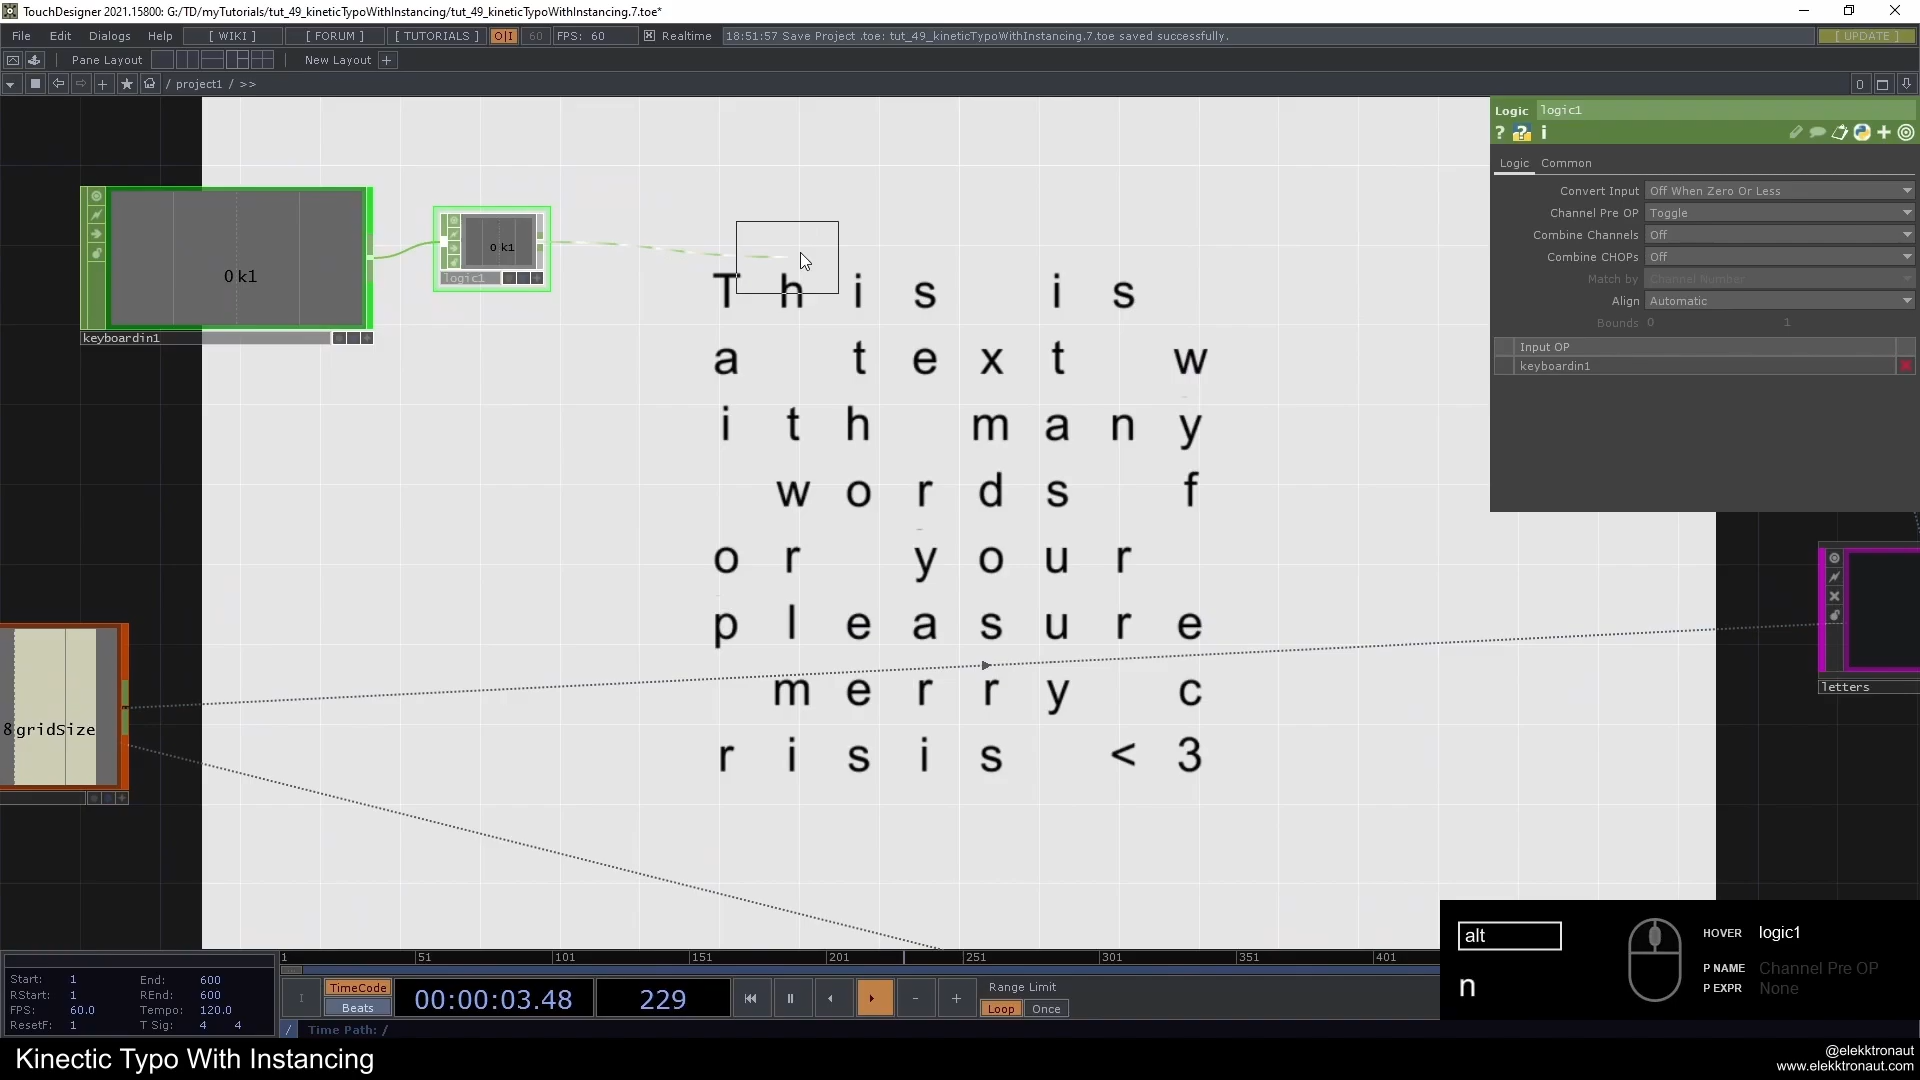 TouchDesigner 2021.15800: G:/TD/myTutorials/tut_49_kineticTypoWithInstancing/tut_49_kineticTypoWithInstancing.7.toe*
File Edit Dialogs Help [ WIKI ] [ FORUM ] [ TUTORIALS ] O|I 60 FPS: 60 Realtime 18:51:57 Save Project .toe: tut_49_kineticTypoWithInstancing.7.toe saved successfully. [ UPDATE ]
Pane Layout New Layout +
/ project1 / >> 0
Logic logic1
? ? i
Logic Common
Convert Input Off When Zero Or Less
Channel Pre OP Toggle
Combine Channels Off
Combine CHOPs Off
Match by Channel Number
Align Automatic
Bounds 0 1
Input OP
keyboardin1
0 k1
keyboardin1
0 k1
logic1
T h i s i s
a t e x t w
i t h m a n y
w o r d s f
o r y o u r
p l e a s u r e
m e r r y c
r i s i s < 3
8 gridSize
letters
alt
n
HOVER logic1
P NAME Channel Pre OP
P EXPR None
1 51 101 151 201 251 301 351 401
Start: 1 End: 600
RStart: 1 REnd: 600
FPS: 60.0 Tempo: 120.0
ResetF: 1 T Sig: 4 4
TimeCode
Beats
I
00:00:03.48
229
- +
Range Limit
Loop Once
/ Time Path: /
Kinectic Typo With Instancing
@elekktronaut
www.elekktronaut.com